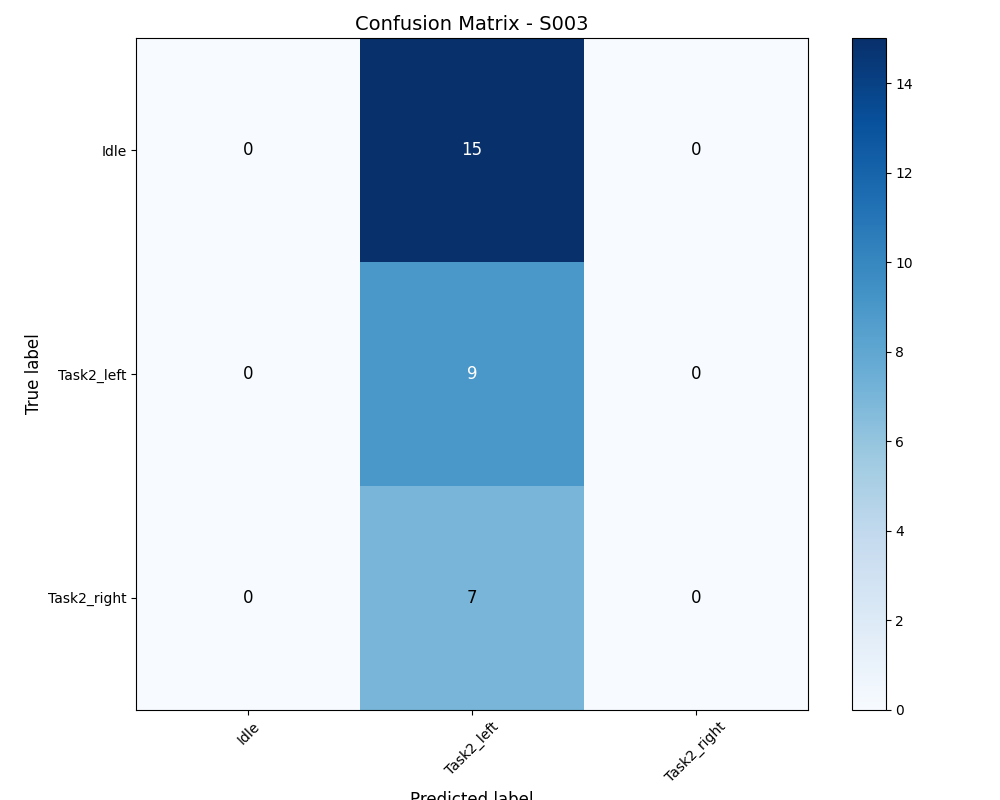 Confusion Matrix - S003
True label
Idle
Task2_left
Task2_right
0 15 0
0 9 0
0 7 0
Idle
Task2_left
Task2_right
Predicted label
14
12
10
8
6
4
2
0